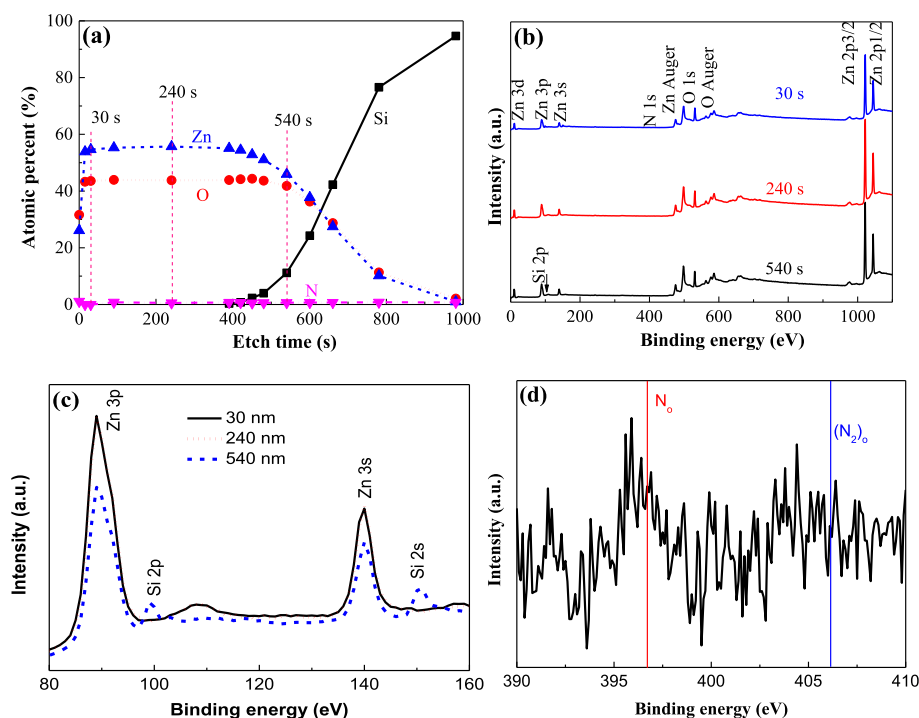 (a)
30 s
240 s
540 s
Zn
O
Si
N
Atomic percent (%)
100
80
60
40
20
0
0 200 400 600 800 1000
Etch time (s)
(b)
Zn 3d
Zn 3p
Zn 3s
N 1s
Zn Auger
O 1s
O Auger
Zn 2p3/2
Zn 2p1/2
30 s
240 s
540 s
Si 2p
Intensity (a.u.)
0 200 400 600 800 1000
Binding energy (eV)
(c)
Zn 3p
30 nm
240 nm
540 nm
Si 2p
Zn 3s
Si 2s
Intensity (a.u.)
80 100 120 140 160
Binding energy (eV)
(d)
No
(N2)o
Intensity (a.u.)
390 395 400 405 410
Binding energy (eV)